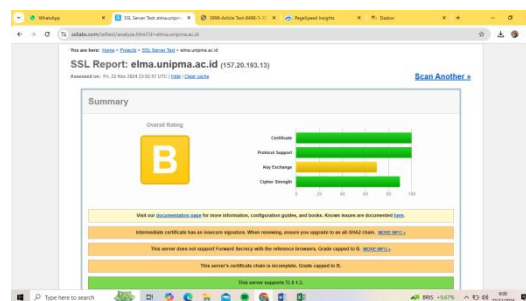 WhatsApp
SSL Server Test: elma.unipm
PageSpeed Insights
ssllabs.com/ssltest/analyze.html?d=elma.unipma.ac.id
You are here: Home > Projects > SSL Server Test > elma.unipma.ac.id
SSL Report: elma.unipma.ac.id (157.20.193.13)
Assessed on: Fri, 22 Nov 2024 23:02:57 UTC | Hide | Clear cache
Scan Another »
Summary
Overall Rating
B
Certificate
Protocol Support
Key Exchange
Cipher Strength
0 20 40 60 80 100
Visit our documentation page for more information, configuration guides, and books. Known issues are documented here.
Intermediate certificate has an insecure signature. When renewing, ensure you upgrade to an all-SHA2 chain. MORE INFO »
This server does not support Forward Secrecy with the reference browsers. Grade capped to B. MORE INFO »
This server's certificate chain is incomplete. Grade capped to B.
This server supports TLS 1.3.
Type here to search
BRIS +9.67%